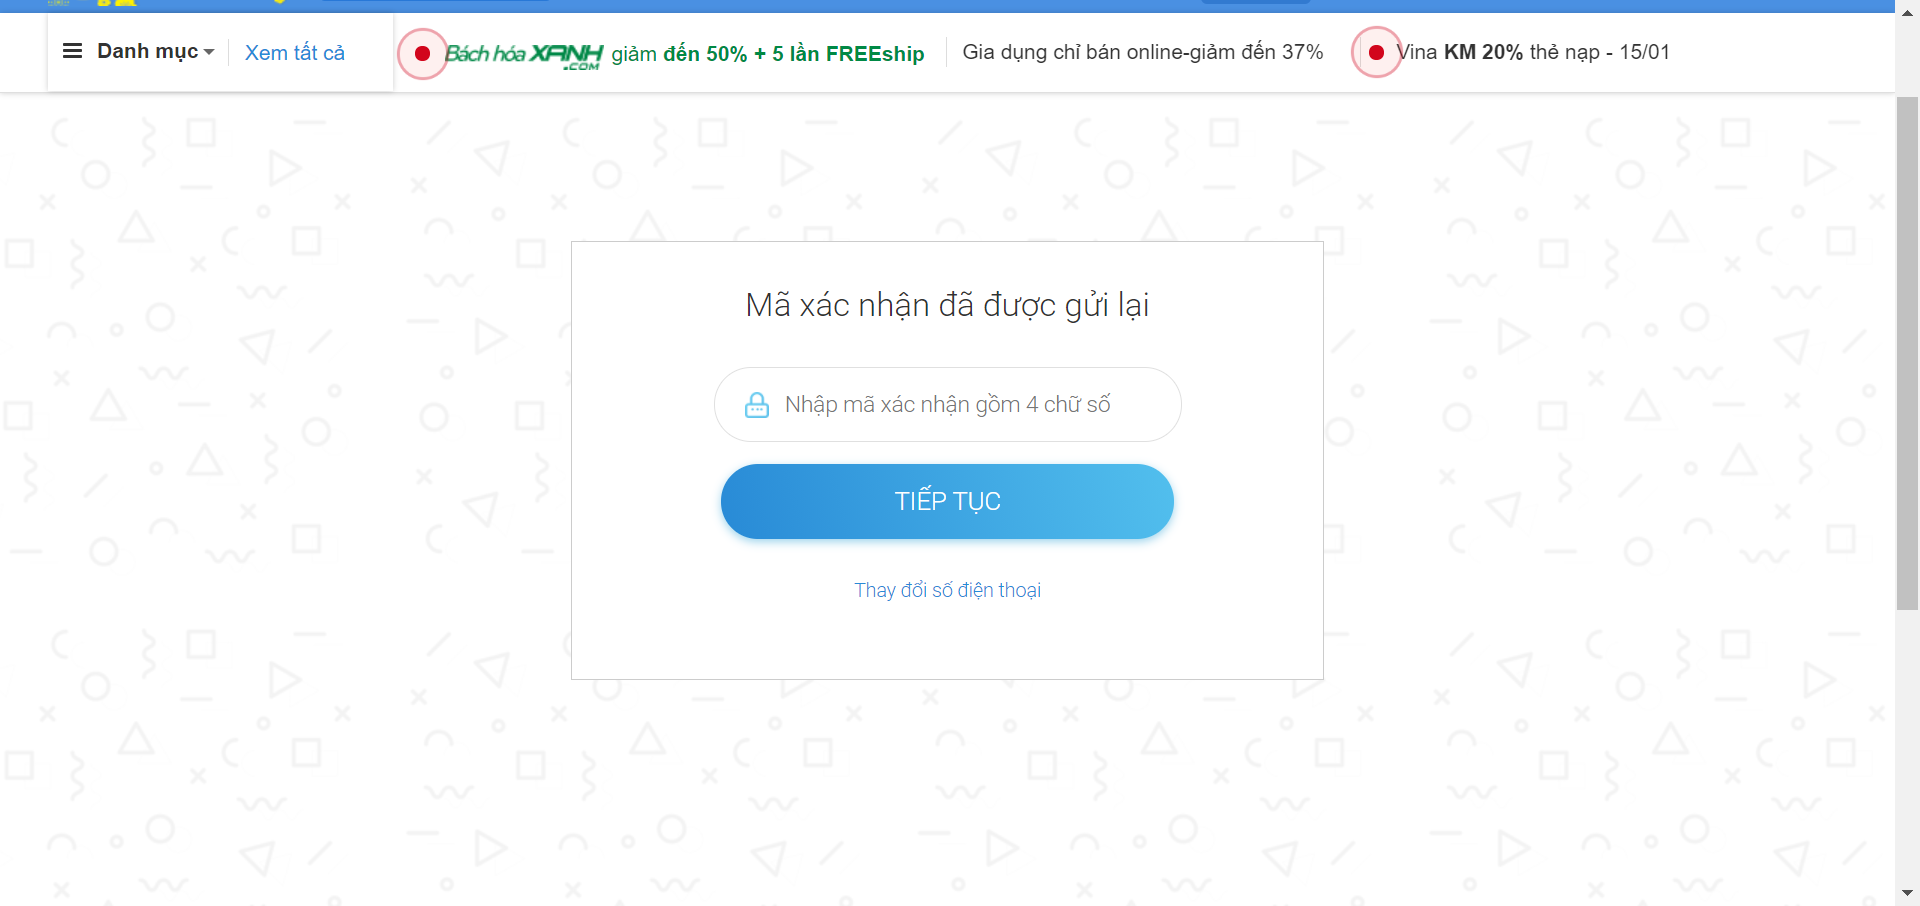 Danh mục
Xem tất cả
Bách hóa XANH .COM giảm đến 50% + 5 lần FREEship
Gia dụng chỉ bán online-giảm đến 37%
Vina KM 20% thẻ nạp - 15/01
Mã xác nhận đã được gửi lại
Nhập mã xác nhận gồm 4 chữ số
TIẾP TỤC
Thay đổi số điện thoại